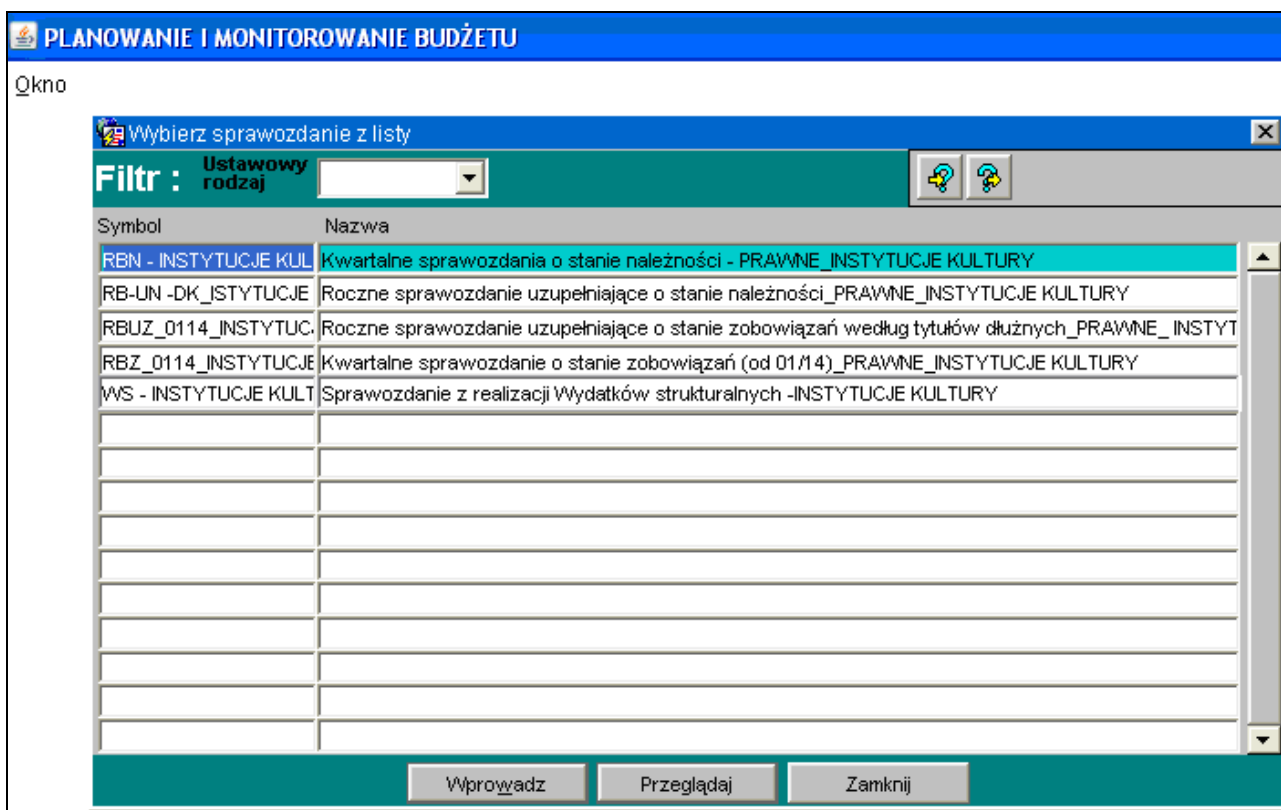 PLANOWANIE I MONITOROWANIE BUDŻETU
Okno
Wybierz sprawozdanie z listy
Filtr : Ustawowy rodzaj
Symbol Nazwa
RBN - INSTYTUCJE KUL Kwartalne sprawozdania o stanie należności - PRAWNE_INSTYTUCJE KULTURY
RB-UN -DK_ISTYTUCJE Roczne sprawozdanie uzupełniające o stanie należności_PRAWNE_INSTYTUCJE KULTURY
RBUZ_0114_INSTYTUC Roczne sprawozdanie uzupełniające o stanie zobowiązań według tytułów dłużnych_PRAWNE_ INSTYT
RBZ_0114_INSTYTUCJE Kwartalne sprawozdanie o stanie zobowiązań (od 01/14)_PRAWNE_INSTYTUCJE KULTURY
WS - INSTYTUCJE KULT Sprawozdanie z realizacji Wydatków strukturalnych -INSTYTUCJE KULTURY
Wprowadz Przeglądaj Zamknij